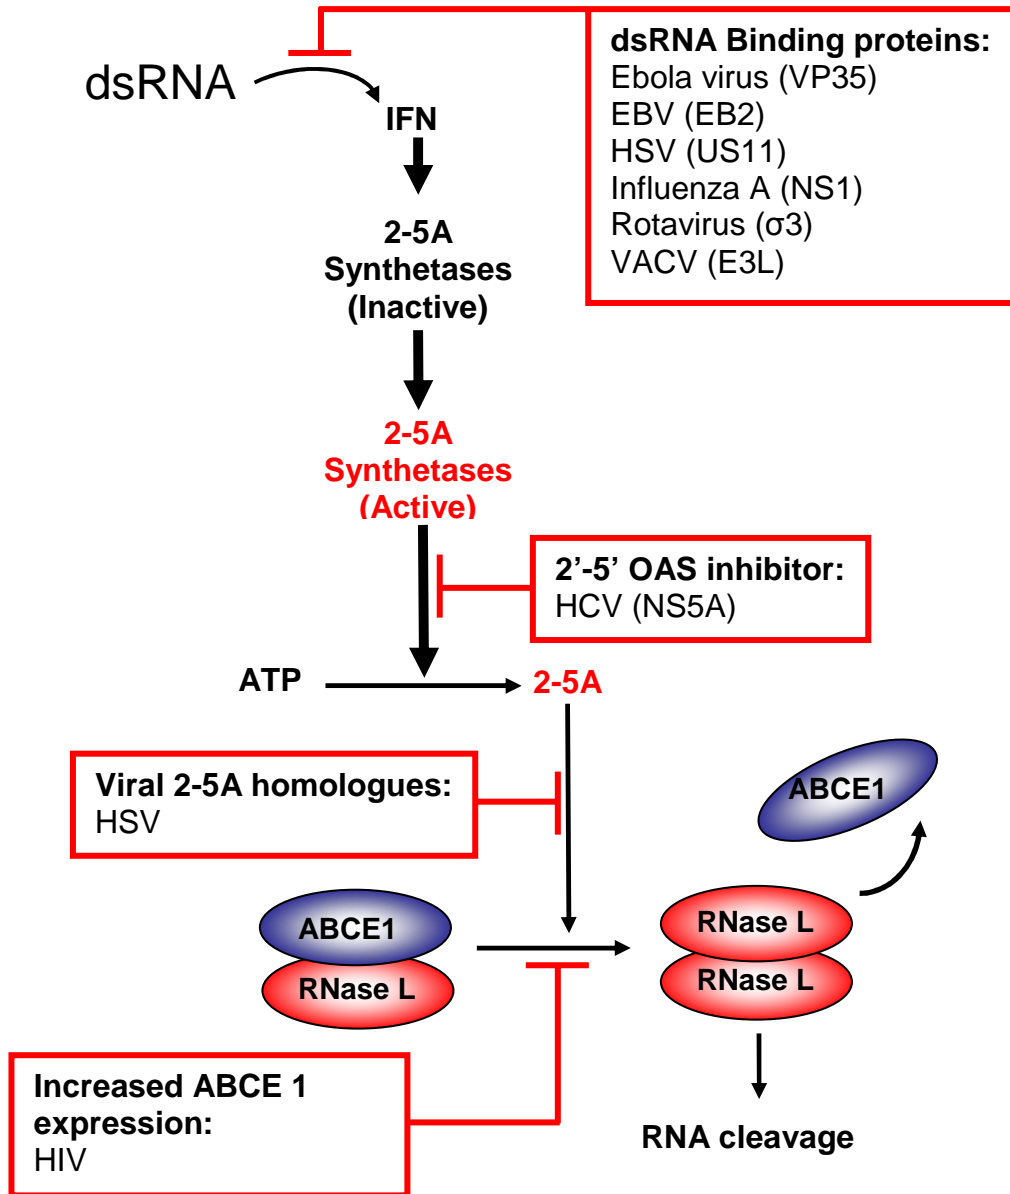 dsRNA
IFN
dsRNA Binding proteins:
Ebola virus (VP35)
EBV (EB2)
HSV (US11)
Influenza A (NS1)
Rotavirus (σ3)
VACV (E3L)
2-5A
Synthetases
(Inactive)
2-5A
Synthetases
(Active)
2’-5’ OAS inhibitor:
HCV (NS5A)
ATP
2-5A
Viral 2-5A homologues:
HSV
ABCE1
ABCE1
RNase L
RNase L
RNase L
Increased ABCE 1
expression:
HIV
RNA cleavage